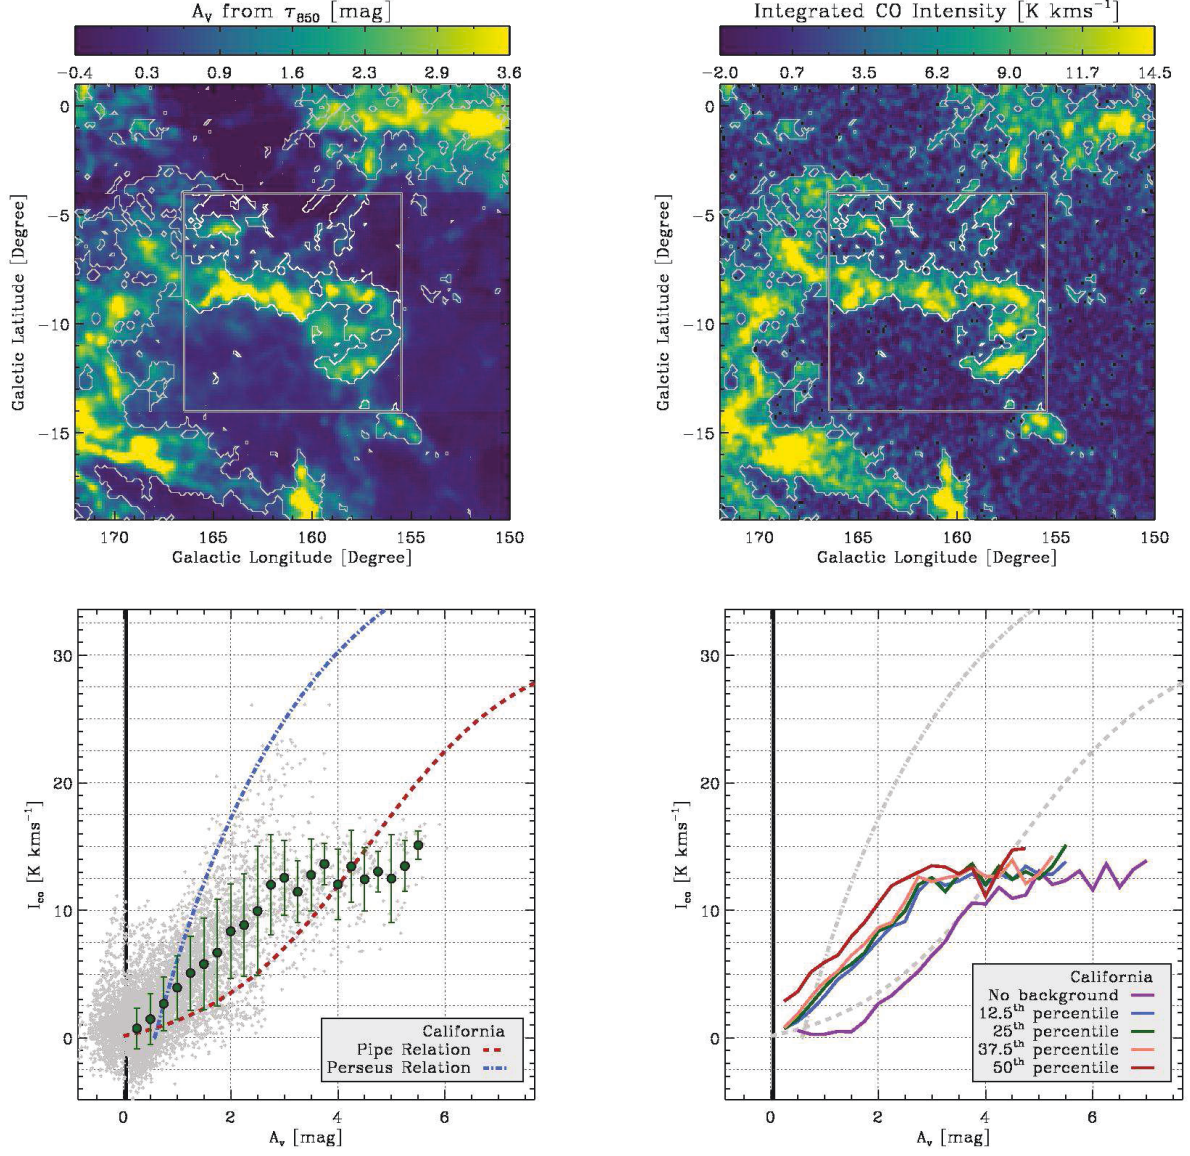 A_V from τ_850 [mag]
−0.4 0.3 0.9 1.6 2.3 2.9 3.6
0
−5
−10
−15
Galctic Latitude [Degree]
170 165 160 155 150
Galactic Longitude [Degree]
Integrated CO Intensity [K kms⁻¹]
−2.0 0.7 3.5 6.2 9.0 11.7 14.5
0
−5
−10
−15
Galctic Latitude [Degree]
170 165 160 155 150
Galactic Longitude [Degree]
30
20
10
0
I_co [K kms⁻¹]
California
Pipe Relation
Perseus Relation
0 2 4 6
A_v [mag]
30
20
10
0
I_co [K kms⁻¹]
California
No background
12.5th percentile
25th percentile
37.5th percentile
50th percentile
0 2 4 6
A_v [mag]